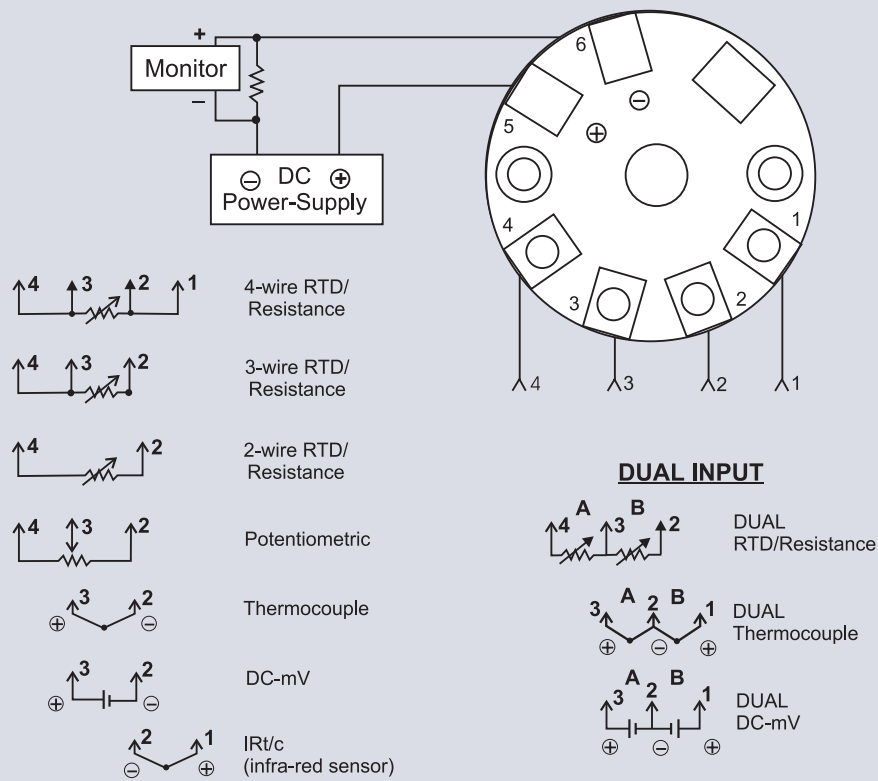 +
Monitor
−
⊖ DC ⊕
Power-Supply
6
⊖
5
⊕
4
1
3
2
4
3
2
1
4 3 2 1
4-wire RTD/
Resistance
4 3 2
3-wire RTD/
Resistance
4 2
2-wire RTD/
Resistance
4 3 2
Potentiometric
3 2
⊕ ⊖
Thermocouple
3 2
⊕ ⊖
DC-mV
2 1
⊖ ⊕
IRt/c
(infra-red sensor)
DUAL INPUT
A B
4 3 2
DUAL
RTD/Resistance
A B
3 2 1
⊕ ⊖ ⊕
DUAL
Thermocouple
A B
3 2 1
⊕ ⊖ ⊕
DUAL
DC-mV